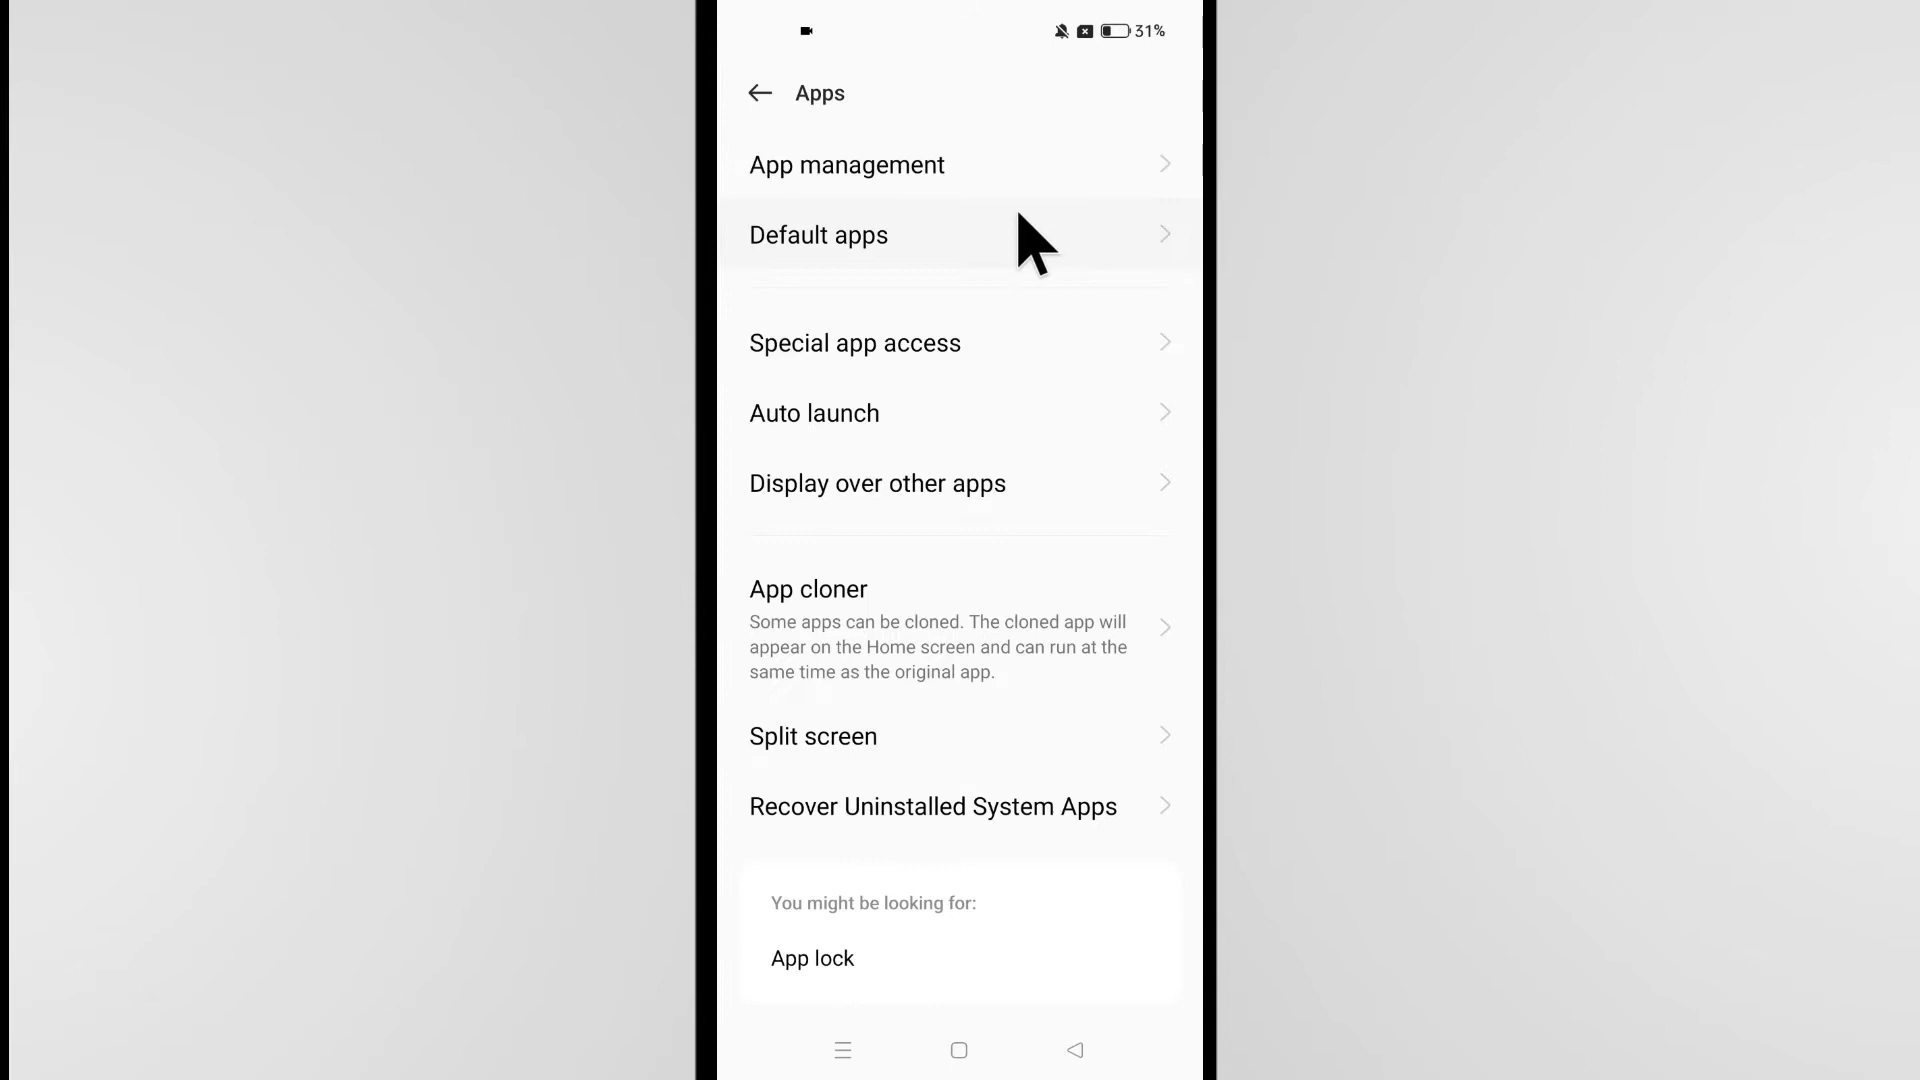 31%
Apps
App management
Default apps
Special app access
Auto launch
Display over other apps
App cloner
Some apps can be cloned. The cloned app will
appear on the Home screen and can run at the
same time as the original app.
Split screen
Recover Uninstalled System Apps
You might be looking for:
App lock